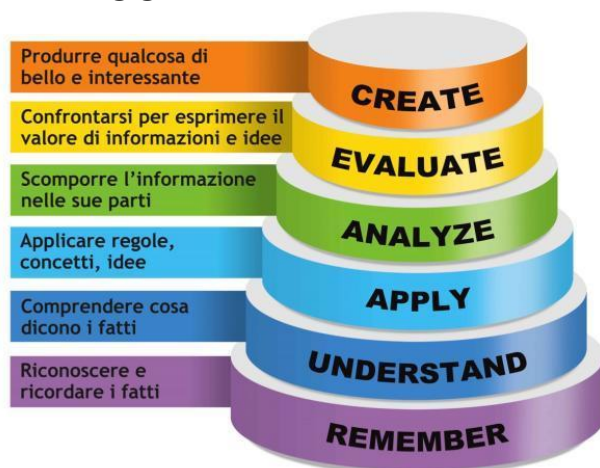 Produrre qualcosa di
bello e interessante
CREATE
Confrontarsi per esprimere il
valore di informazioni e idee
EVALUATE
Scomporre l'informazione
nelle sue parti
ANALYZE
Applicare regole,
concetti, idee
APPLY
Comprendere cosa
dicono i fatti
UNDERSTAND
Riconoscere e
ricordare i fatti
REMEMBER